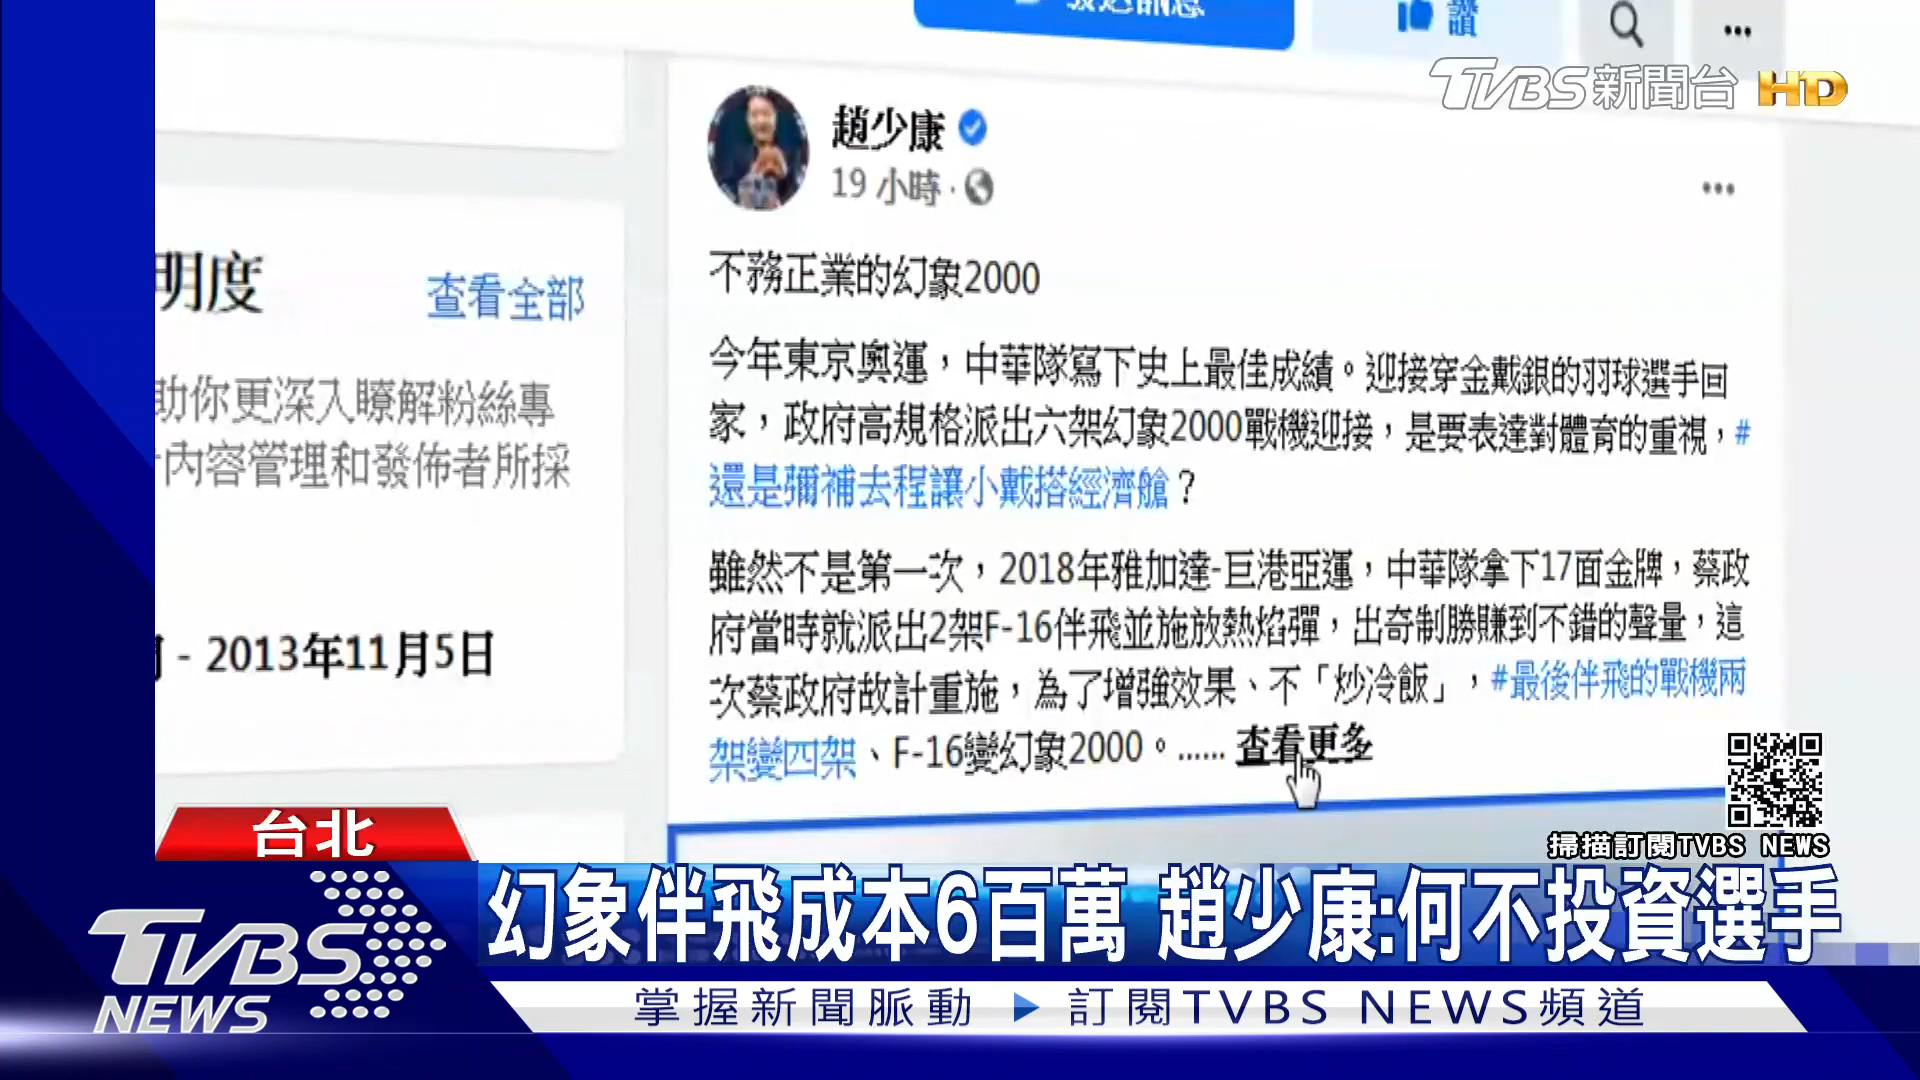 發送訊息
讚
TVBS新聞台 HD
趙少康
19 小時
不務正業的幻象2000
今年東京奧運，中華隊寫下史上最佳成績。迎接穿金戴銀的羽球選手回
家，政府高規格派出六架幻象2000戰機迎接，是要表達對體育的重視，#
還是彌補去程讓小戴搭經濟艙？
雖然不是第一次，2018年雅加達-巨港亞運，中華隊拿下17面金牌，蔡政
府當時就派出2架F-16伴飛並施放熱焰彈，出奇制勝賺到不錯的聲量，這
次蔡政府故計重施，為了增強效果、不「炒冷飯」，#最後伴飛的戰機兩
架變四架、F-16變幻象2000。...... 查看更多
明度
查看全部
助你更深入瞭解粉絲專
內容管理和發佈者所採
- 2013年11月5日
掃描訂閱TVBS NEWS
台北
幻象伴飛成本6百萬 趙少康:何不投資選手
TVBS
NEWS
掌握新聞脈動 ▶ 訂閱TVBS NEWS頻道